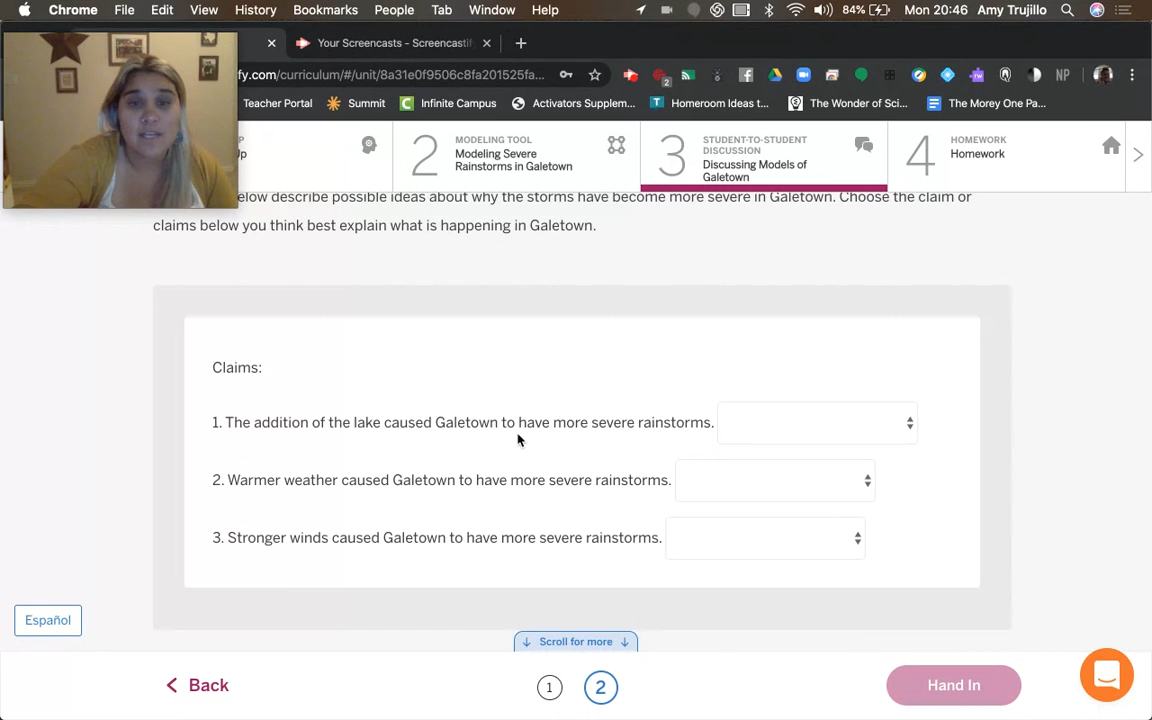 Chrome File Edit View History Bookmarks People Tab Window Help 84% Mon 20:46 Amy Trujillo
Your Screencasts - Screencastify
fy.com/curriculum/#/unit/8a31e0f9506c8fa201525fa... 2 NP
Teacher Portal Summit Infinite Campus Activators Supplem... Homeroom Ideas t... The Wonder of Sci... The Morey One Pa...
Up
2 MODELING TOOL
Modeling Severe
Rainstorms in Galetown
3 STUDENT-TO-STUDENT
DISCUSSION
Discussing Models of
Galetown
4 HOMEWORK
Homework
elow describe possible ideas about why the storms have become more severe in Galetown. Choose the claim or
claims below you think best explain what is happening in Galetown.
Claims:
1. The addition of the lake caused Galetown to have more severe rainstorms.
2. Warmer weather caused Galetown to have more severe rainstorms.
3. Stronger winds caused Galetown to have more severe rainstorms.
Español
Scroll for more
Back
1 2
Hand In